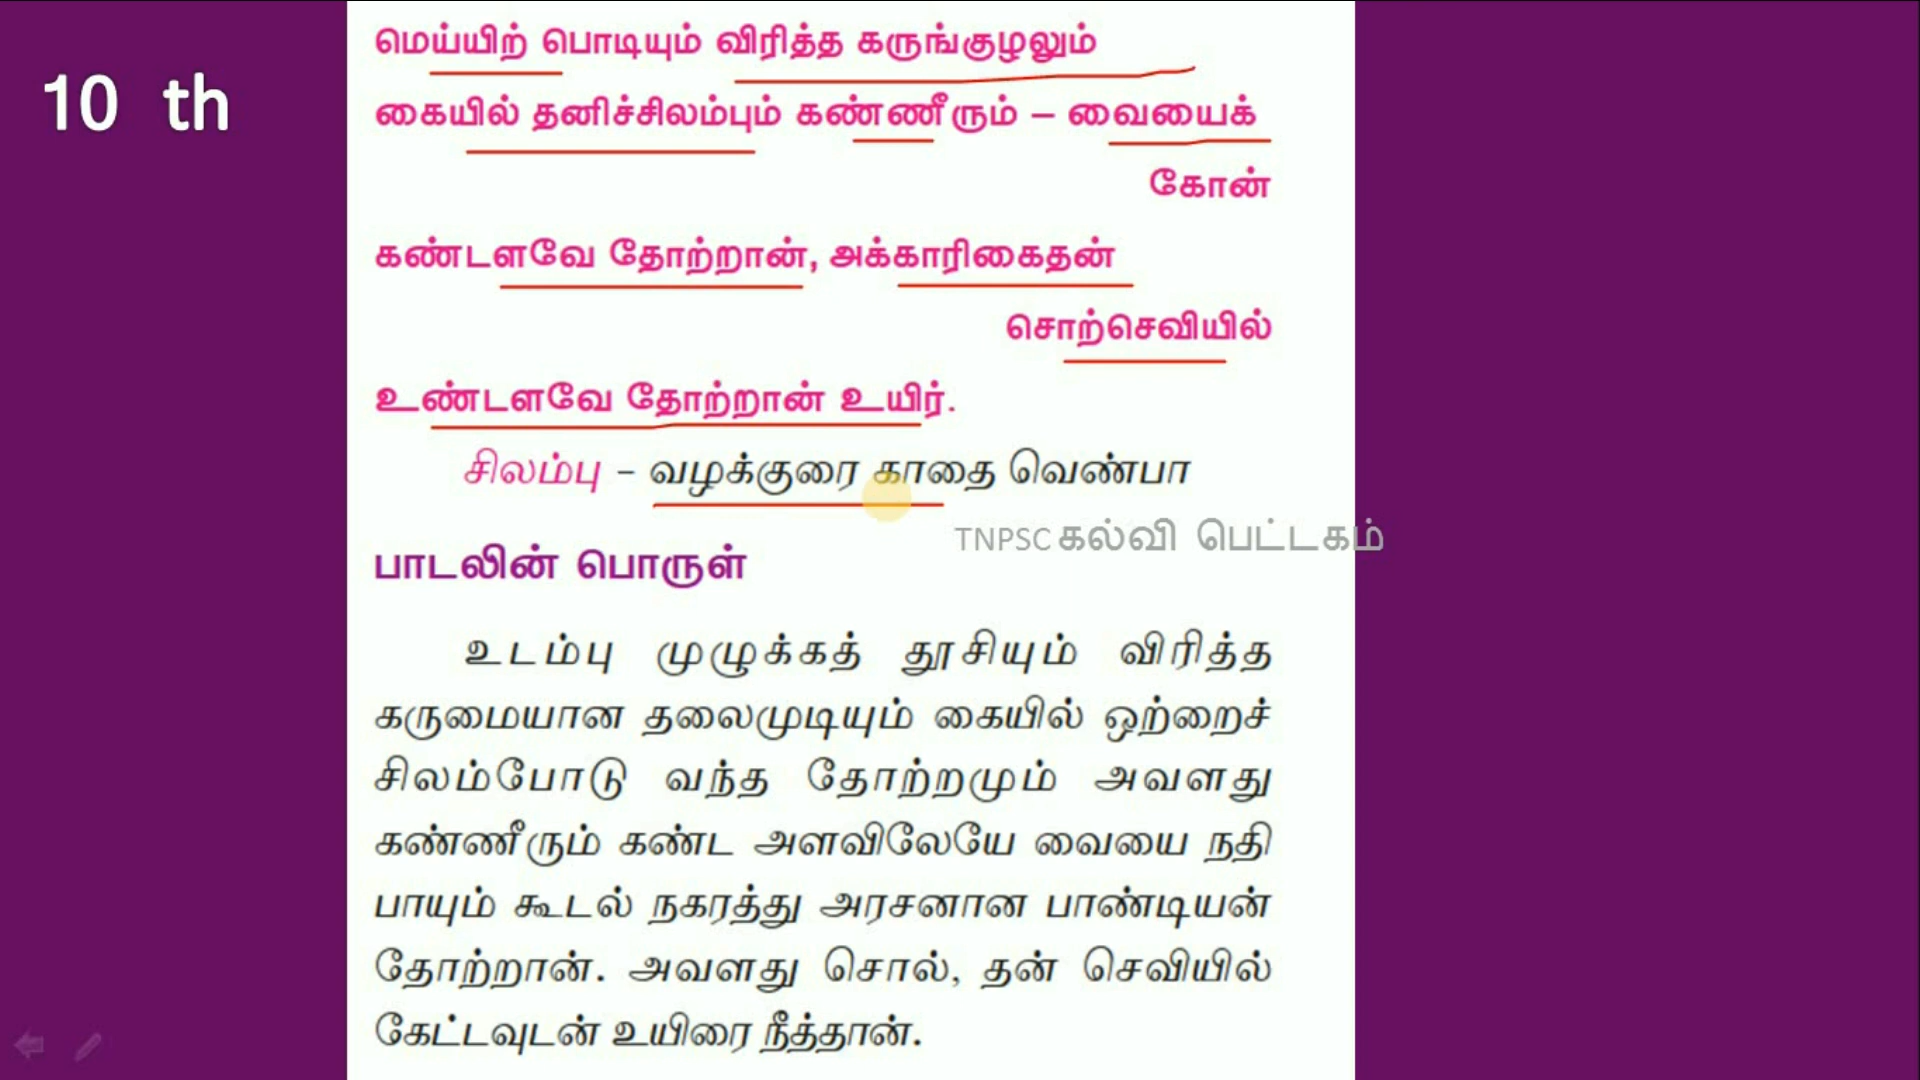 10 th
மெய்யிற் பொடியும் விரித்த கருங்குழலும்
கையில் தனிச்சிலம்பும் கண்ணீரும் – வையைக்
கோன்
கண்டளவே தோற்றான், அக்காரிகைதன்
சொற்செவியில்
உண்டளவே தோற்றான் உயிர்.
சிலம்பு – வழக்குரை காதை வெண்பா
TNPSC கல்வி பெட்டகம்
பாடலின் பொருள்
உடம்பு முழுக்கத் தூசியும் விரித்த
கருமையான தலைமுடியும் கையில் ஒற்றைச்
சிலம்போடு வந்த தோற்றமும் அவளது
கண்ணீரும் கண்ட அளவிலேயே வையை நதி
பாயும் கூடல் நகரத்து அரசனான பாண்டியன்
தோற்றான். அவளது சொல், தன் செவியில்
கேட்டவுடன் உயிரை நீத்தான்.